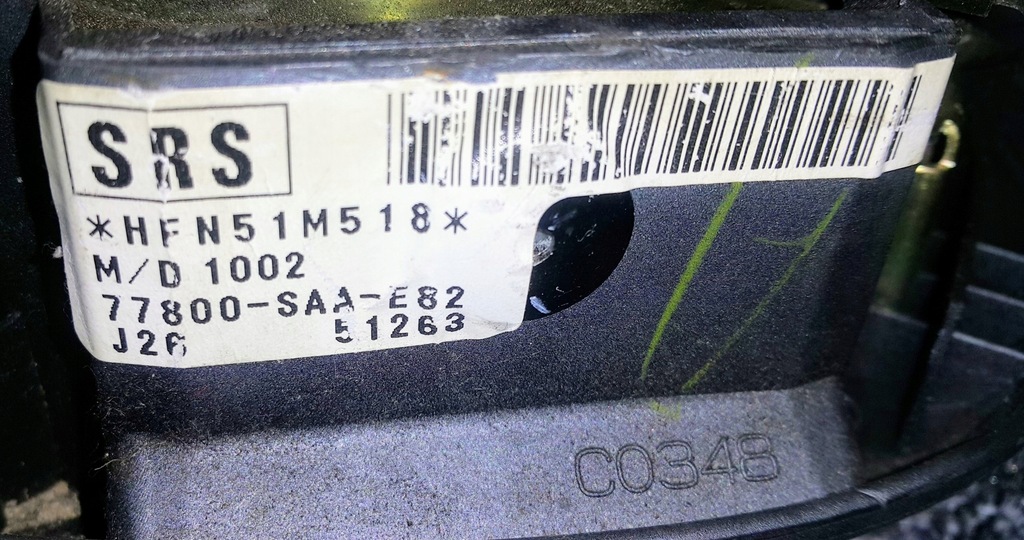 SRS
*HFN51M518*
M/D 1002
77800-SAA-E82
J26 51263
C0348